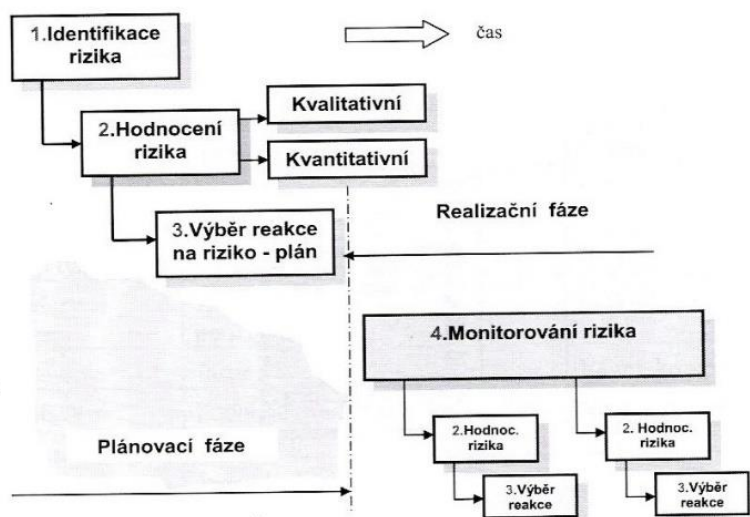 1.Identifikace
rizika
čas
2.Hodnocení
rizika
Kvalitativní
Kvantitativní
3.Výběr reakce
na riziko - plán
Realizační fáze
4.Monitorování rizika
Plánovací fáze
2.Hodnoc.
rizika
3.Výběr
reakce
2. Hodnoc.
rizika
3.Výběr
reakce